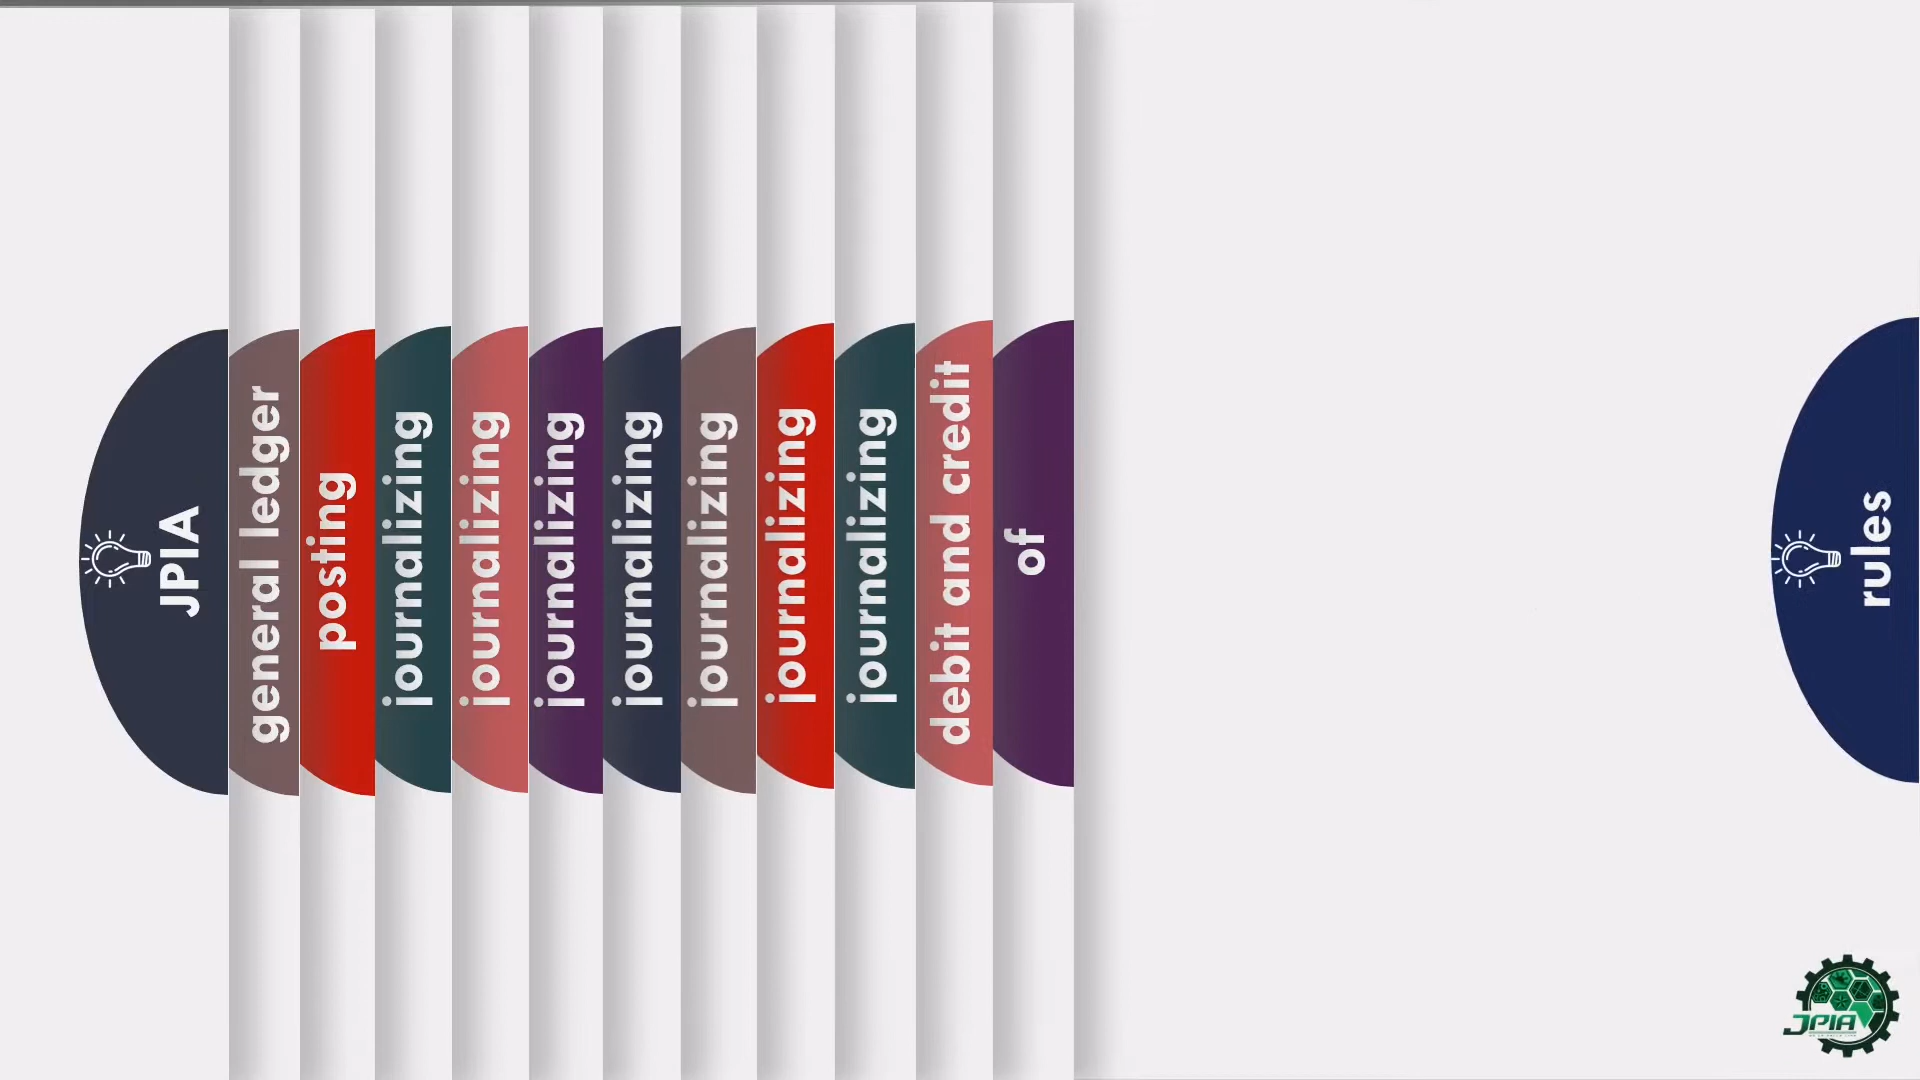 JPIA
general ledger
posting
journalizing
journalizing
journalizing
journalizing
journalizing
journalizing
journalizing
debit and credit
of
rules
JPIA